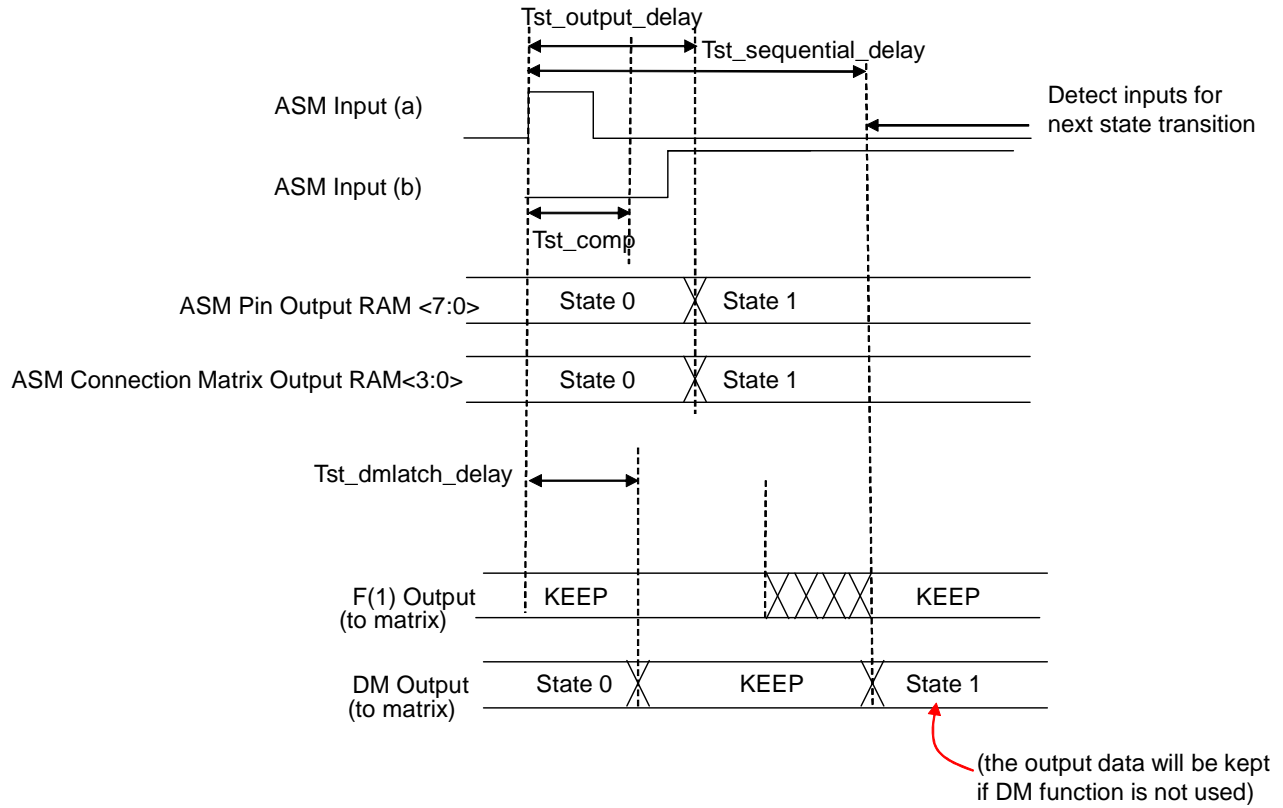 Tst_output_delay
Tst_sequential_delay
ASM Input (a)
Detect inputs for
next state transition
ASM Input (b)
Tst_comp
ASM Pin Output RAM <7:0>
State 0
State 1
ASM Connection Matrix Output RAM<3:0>
State 0
State 1
Tst_dmlatch_delay
F(1) Output
(to matrix)
KEEP
KEEP
DM Output
(to matrix)
State 0
KEEP
State 1
(the output data will be kept
if DM function is not used)